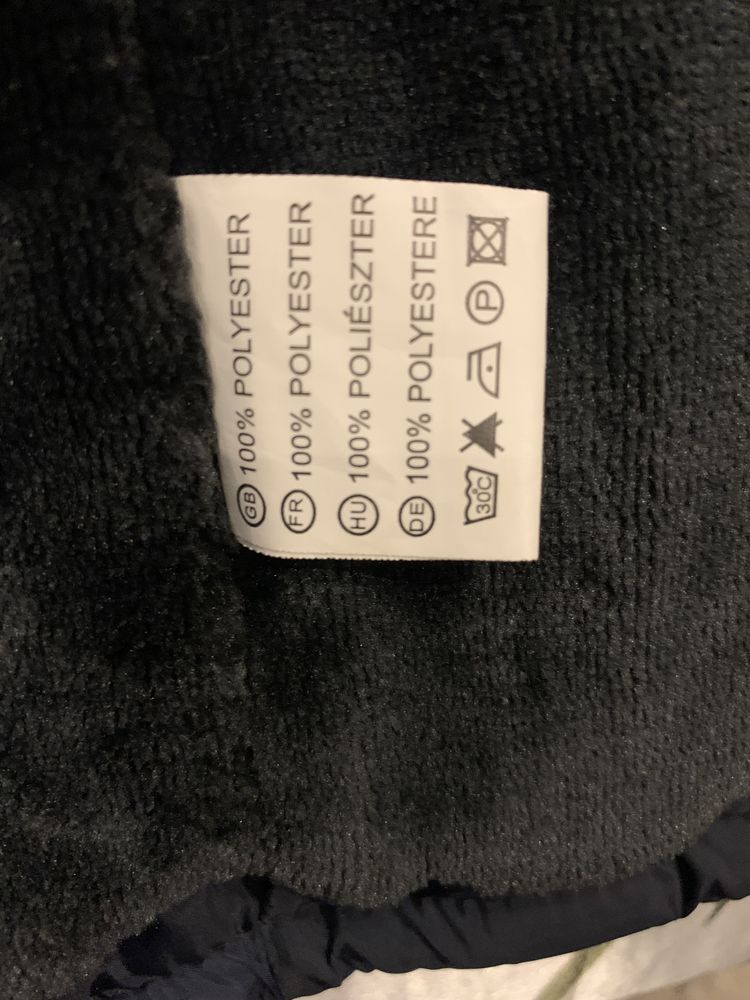 GB 100% POLYESTER
FR 100% POLYESTER
HU 100% POLIÉSZTER
DE 100% POLYESTERE
30°C P